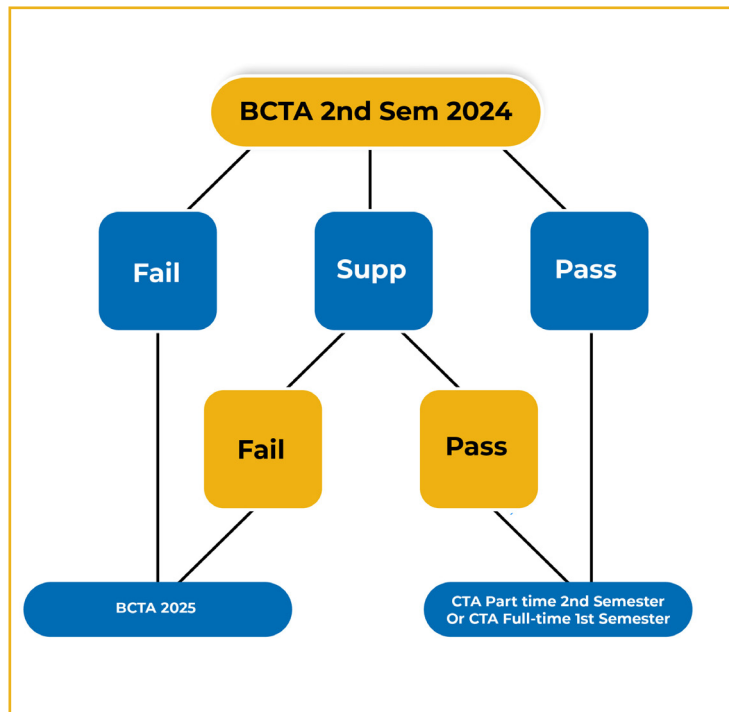 BCTA 2nd Sem 2024
Fail
Supp
Pass
Fail
Pass
BCTA 2025
CTA Part time 2nd Semester
Or CTA Full-time 1st Semester